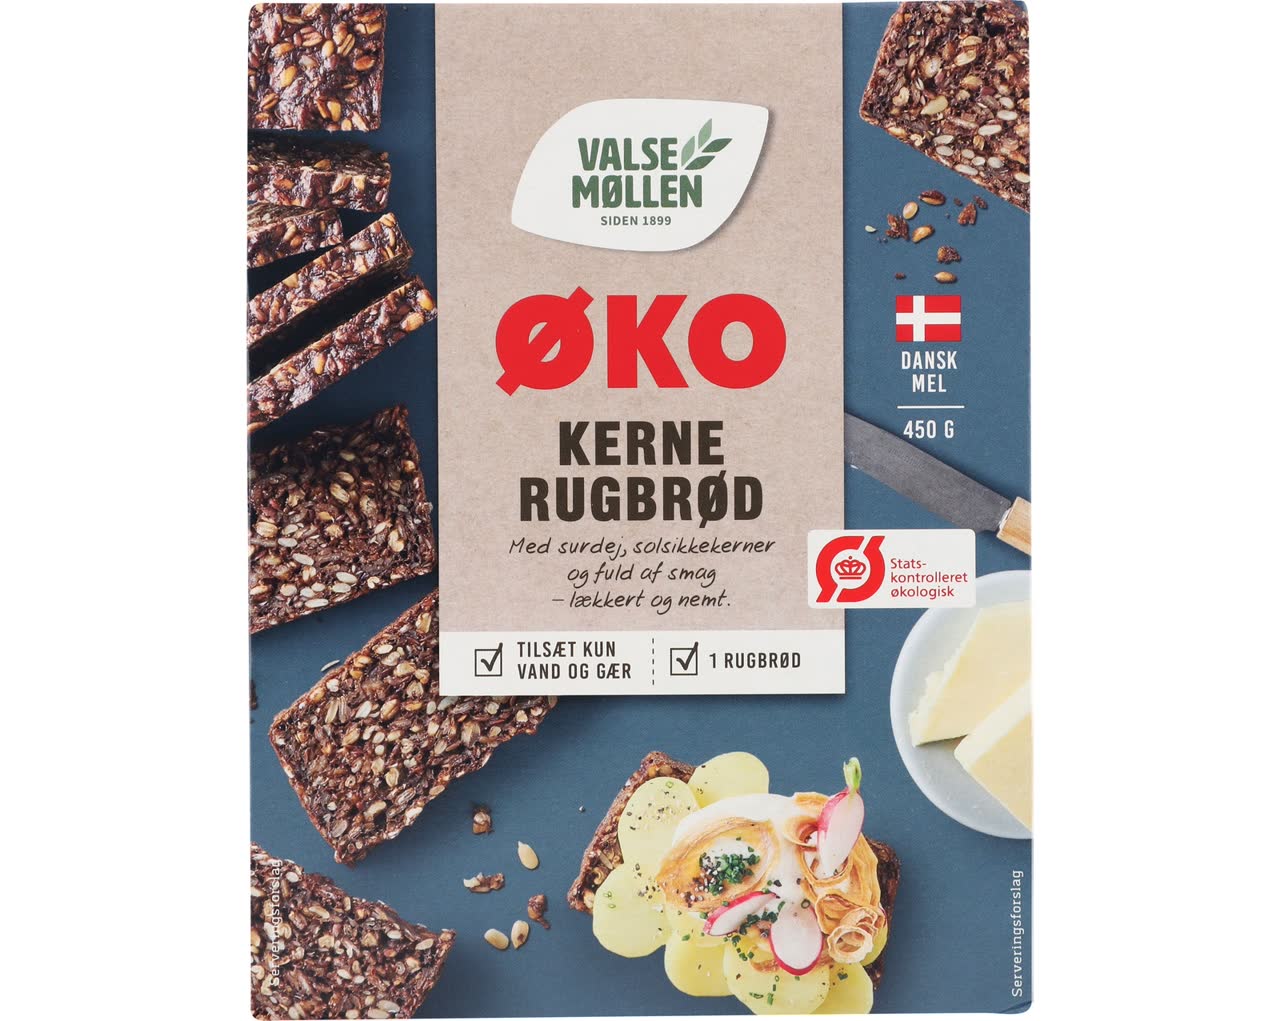 VALSE
MØLLEN
SIDEN 1899
ØKO
KERNE
RUGBRØD
Med surdej, solsikkekerner
og fuld af smag
– lækkert og nemt.
TILSÆT KUN
VAND OG GÆR
1 RUGBRØD
DANSK
MEL
450 G
Ø
Stats-
kontrolleret
økologisk
Serveringsforslag
Serveringsforslag